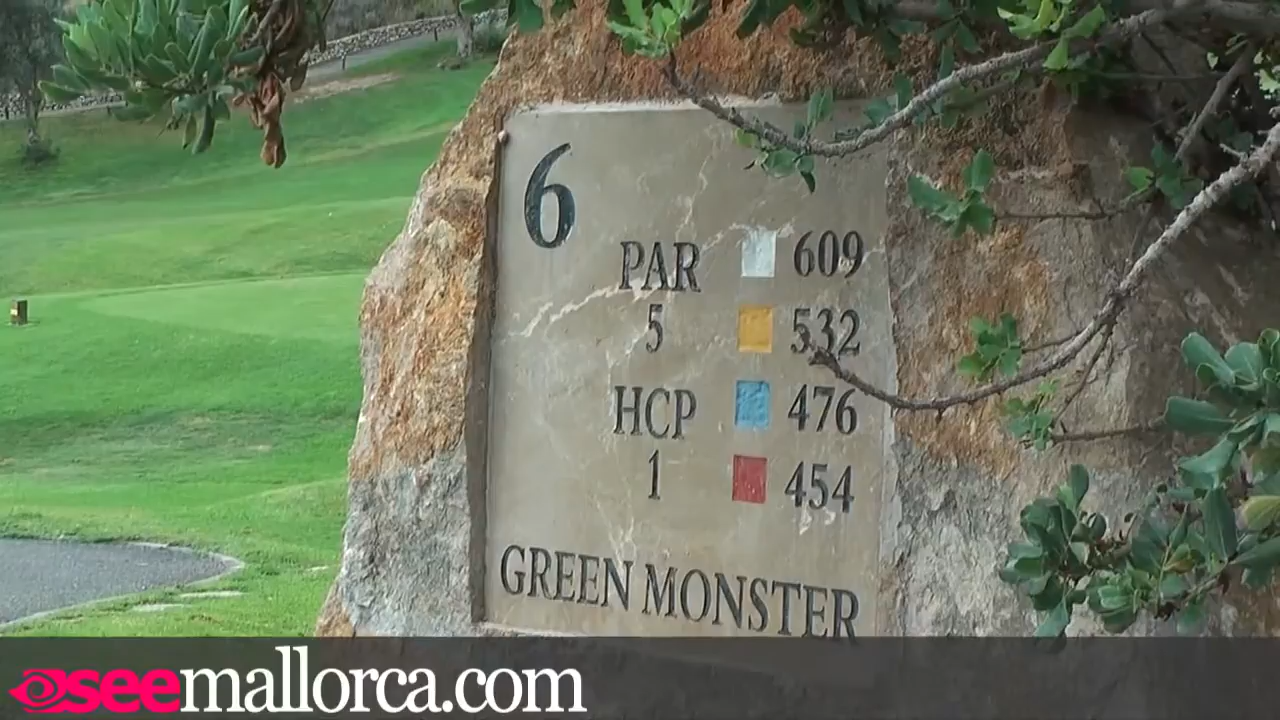 6
PAR 609
5 532
HCP 476
1 454
GREEN MONSTER
seemallorca.com